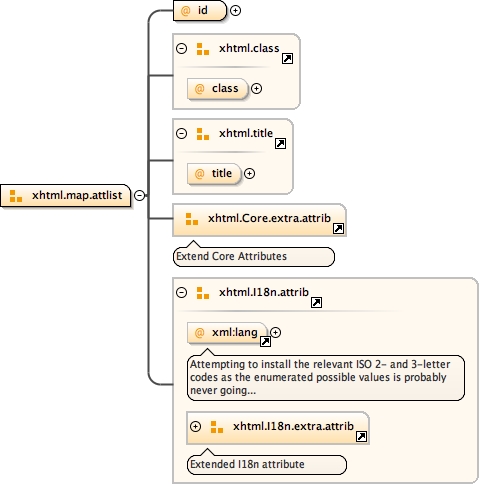 @ id
xhtml.class
@ class
xhtml.title
@ title
xhtml.map.attlist
xhtml.Core.extra.attrib
Extend Core Attributes
xhtml.I18n.attrib
@ xml:lang
Attempting to install the relevant ISO 2- and 3-letter
codes as the enumerated possible values is probably
never going...
xhtml.I18n.extra.attrib
Extended I18n attribute